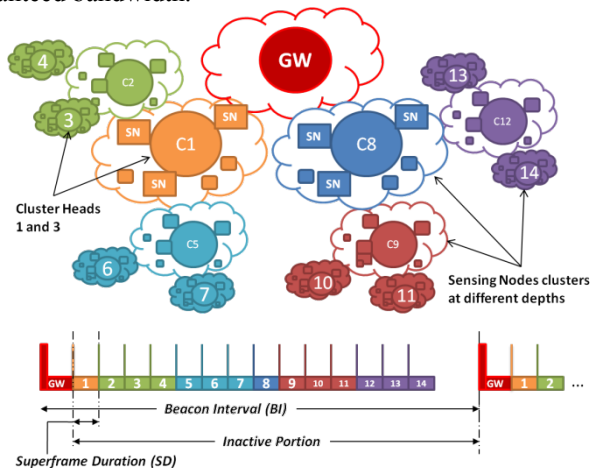 GW
4
C2
13
3
SN
SN
C12
C1
C8
SN
SN
SN
SN
14
Cluster Heads
1 and 3
C5
C9
6
7
10
11
Sensing Nodes clusters
at different depths
GW 1 2 3 4 5 6 7 8 9 10 11 12 13 14 GW 1 2 ...
Beacon Interval (BI)
Inactive Portion
Superframe Duration (SD)